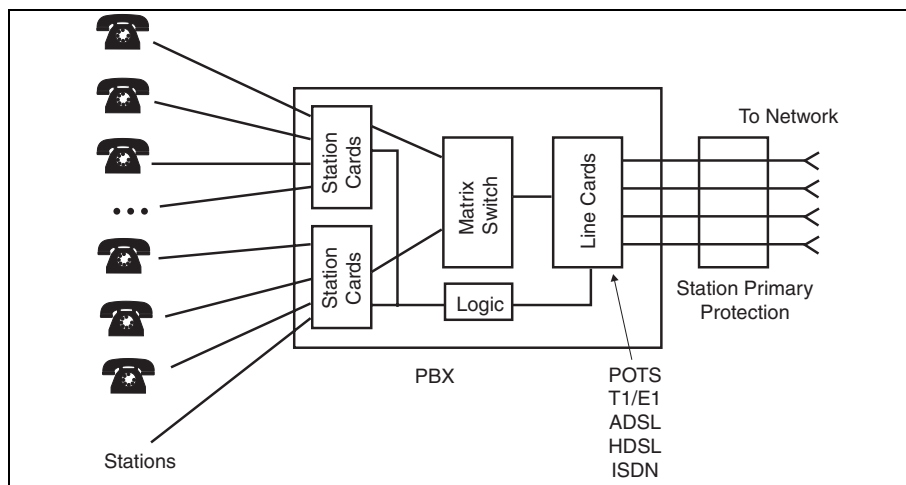 To Network
Station
Cards
Matrix
Switch
Line Cards
•••
Station
Cards
Logic
Station Primary
Protection
PBX
POTS
T1/E1
ADSL
HDSL
ISDN
Stations